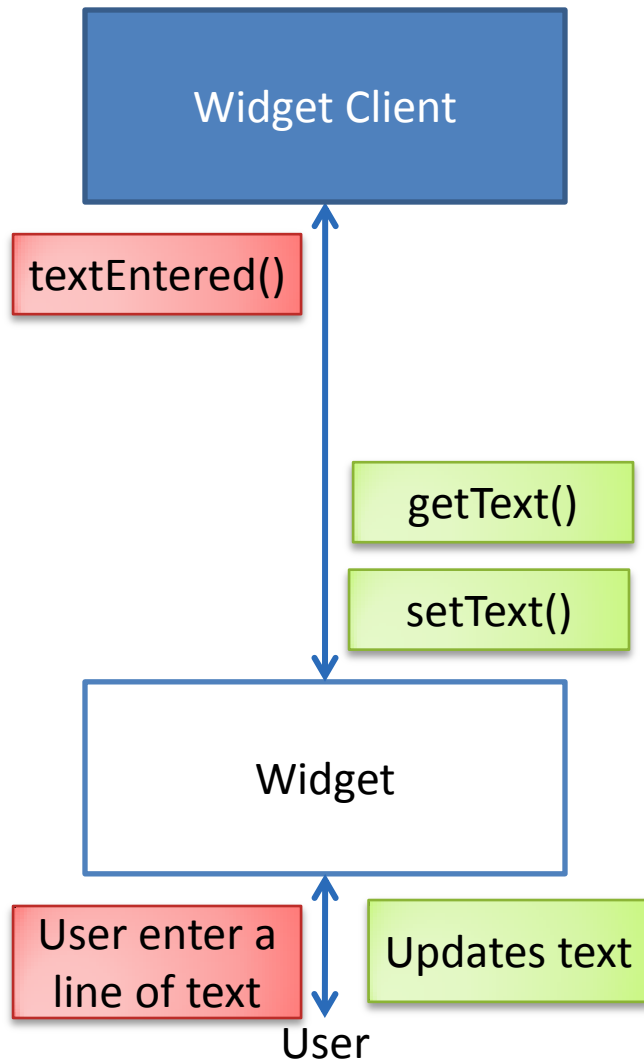 Widget Client
textEntered()
getText()
setText()
Widget
User enter a
line of text
Updates text
User